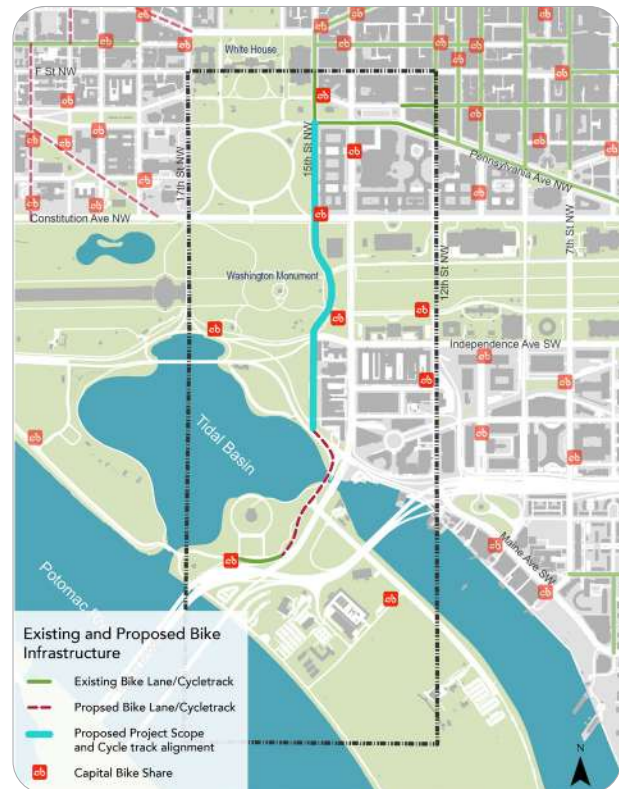 White House
F St NW
15th St NW
17th St NW
Pennsylvania Ave NW
Constitution Ave NW
Washington Monument
12th St NW
7th St NW
Independence Ave SW
Tidal Basin
Maine Ave SW
Potomac
Existing and Proposed Bike
Infrastructure
Existing Bike Lane/Cycletrack
Propsed Bike Lane/Cycletrack
Proposed Project Scope
and Cycle track alignment
cb Capital Bike Share
N